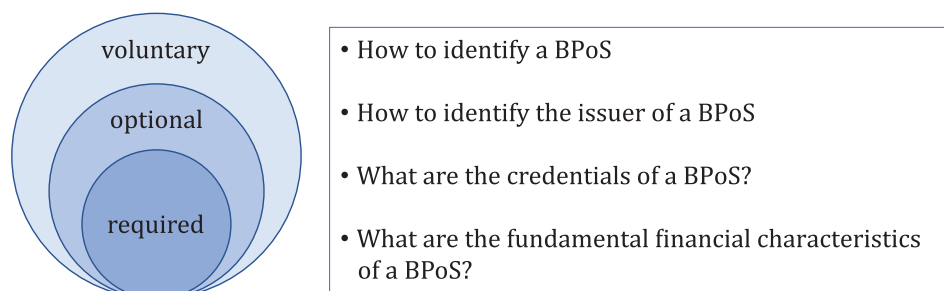 voluntary
optional
required
• How to identify a BPoS
• How to identify the issuer of a BPoS
• What are the credentials of a BPoS?
• What are the fundamental financial characteristics
of a BPoS?